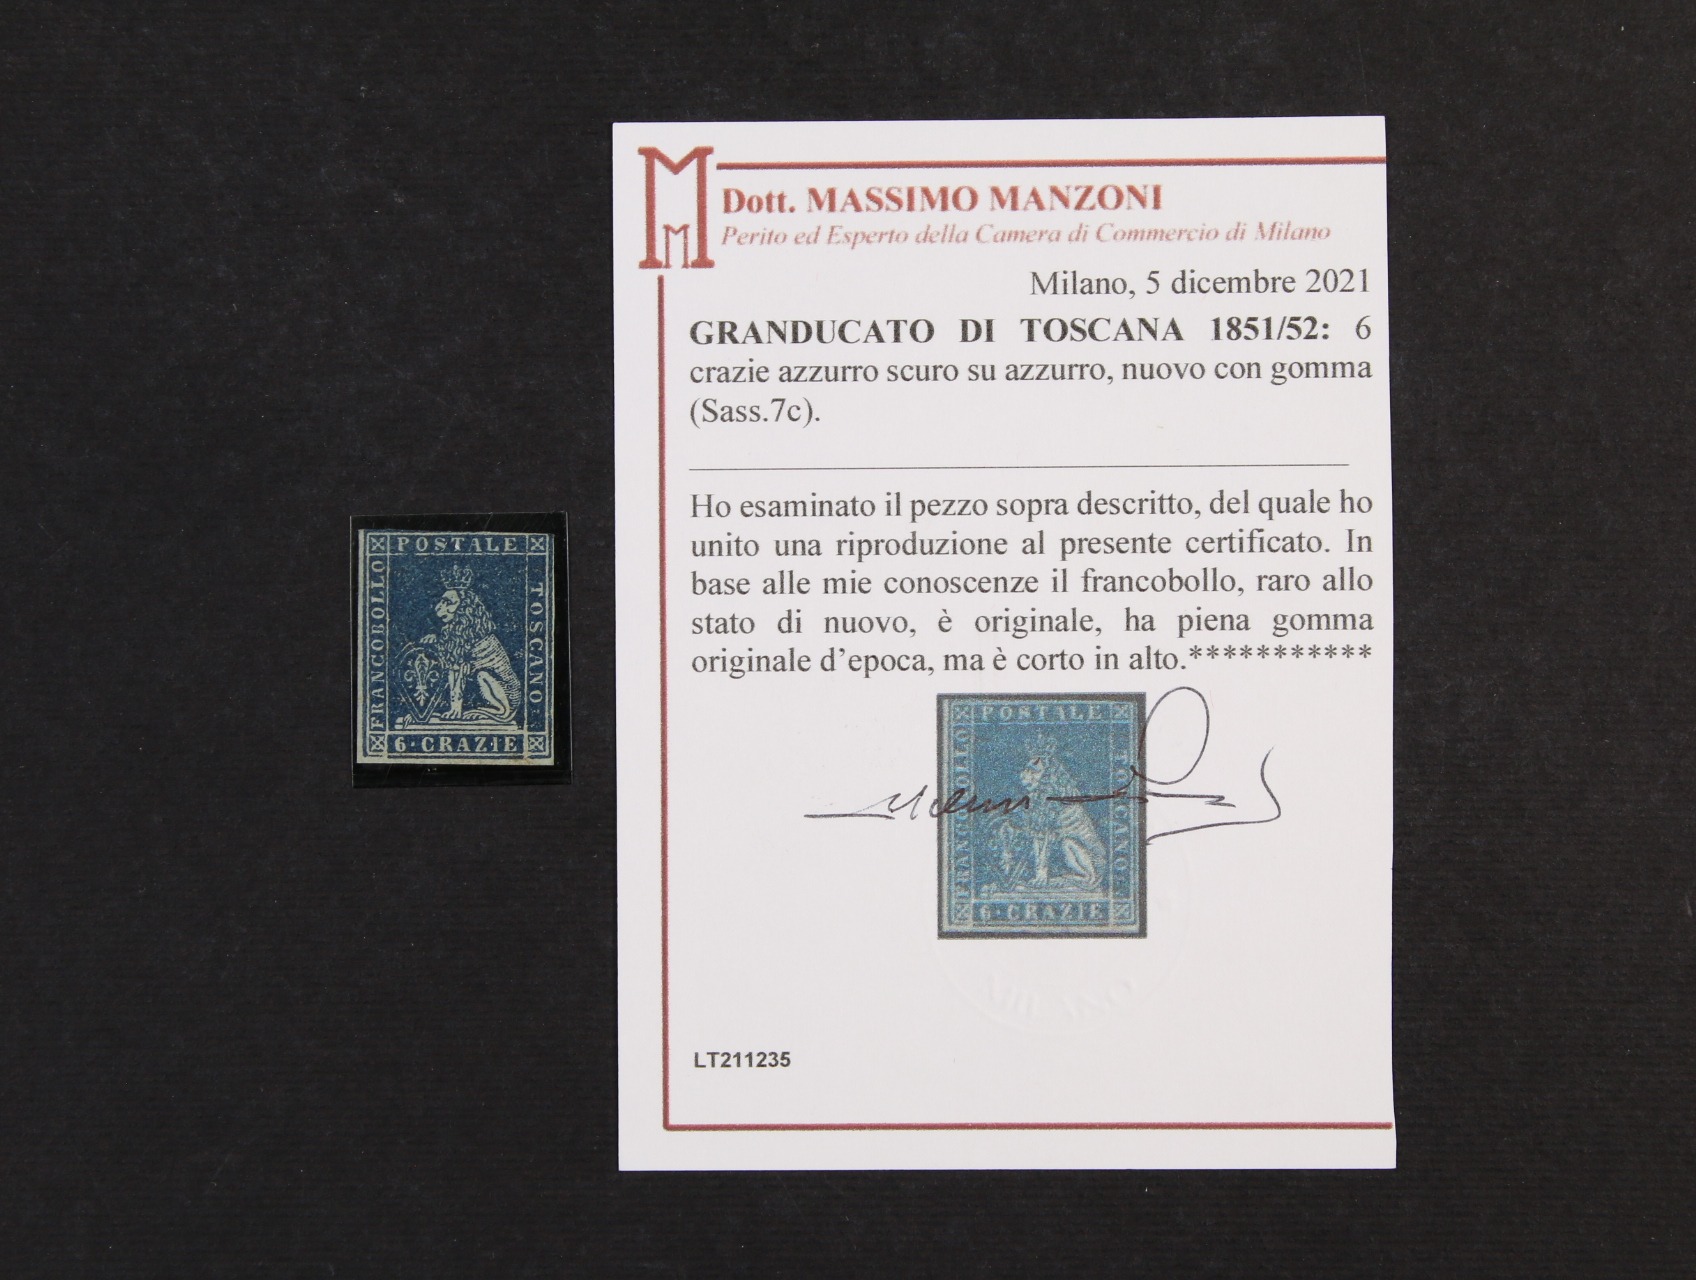 POSTALE
FRANCOBOLLO
TOSCANO
6·CRAZIE
M
M
Dott. MASSIMO MANZONI
Perito ed Esperto della Camera di Commercio di Milano
Milano, 5 dicembre 2021
GRANDUCATO DI TOSCANA 1851/52: 6
crazie azzurro scuro su azzurro, nuovo con gomma
(Sass.7c).
Ho esaminato il pezzo sopra descritto, del quale ho
unito una riproduzione al presente certificato. In
base alle mie conoscenze il francobollo, raro allo
stato di nuovo, è originale, ha piena gomma
originale d'epoca, ma è corto in alto.***********
POSTALE
FRANCOBOLLO
TOSCANO
6·CRAZIE
MILANO
LT211235